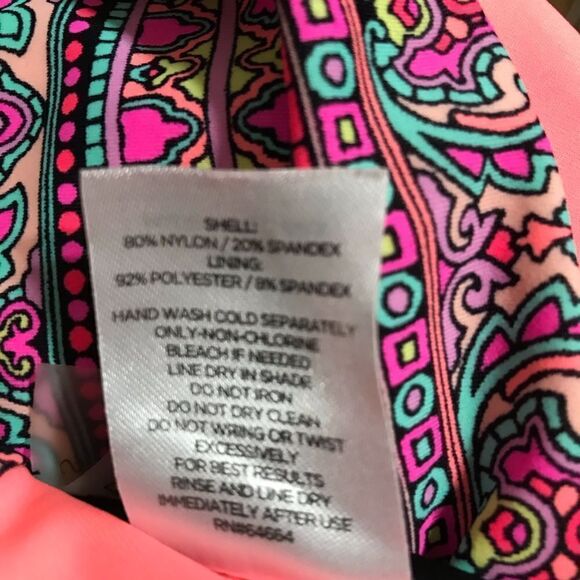 SHELL:
80% NYLON / 20% SPANDEX
LINING:
92% POLYESTER / 8% SPANDEX
HAND WASH COLD SEPARATELY
ONLY-NON-CHLORINE
BLEACH IF NEEDED
LINE DRY IN SHADE
DO NOT IRON
DO NOT DRY CLEAN
DO NOT WRING OR TWIST
EXCESSIVELY
FOR BEST RESULTS
RINSE AND LINE DRY
IMMEDIATELY AFTER USE
RN#64664